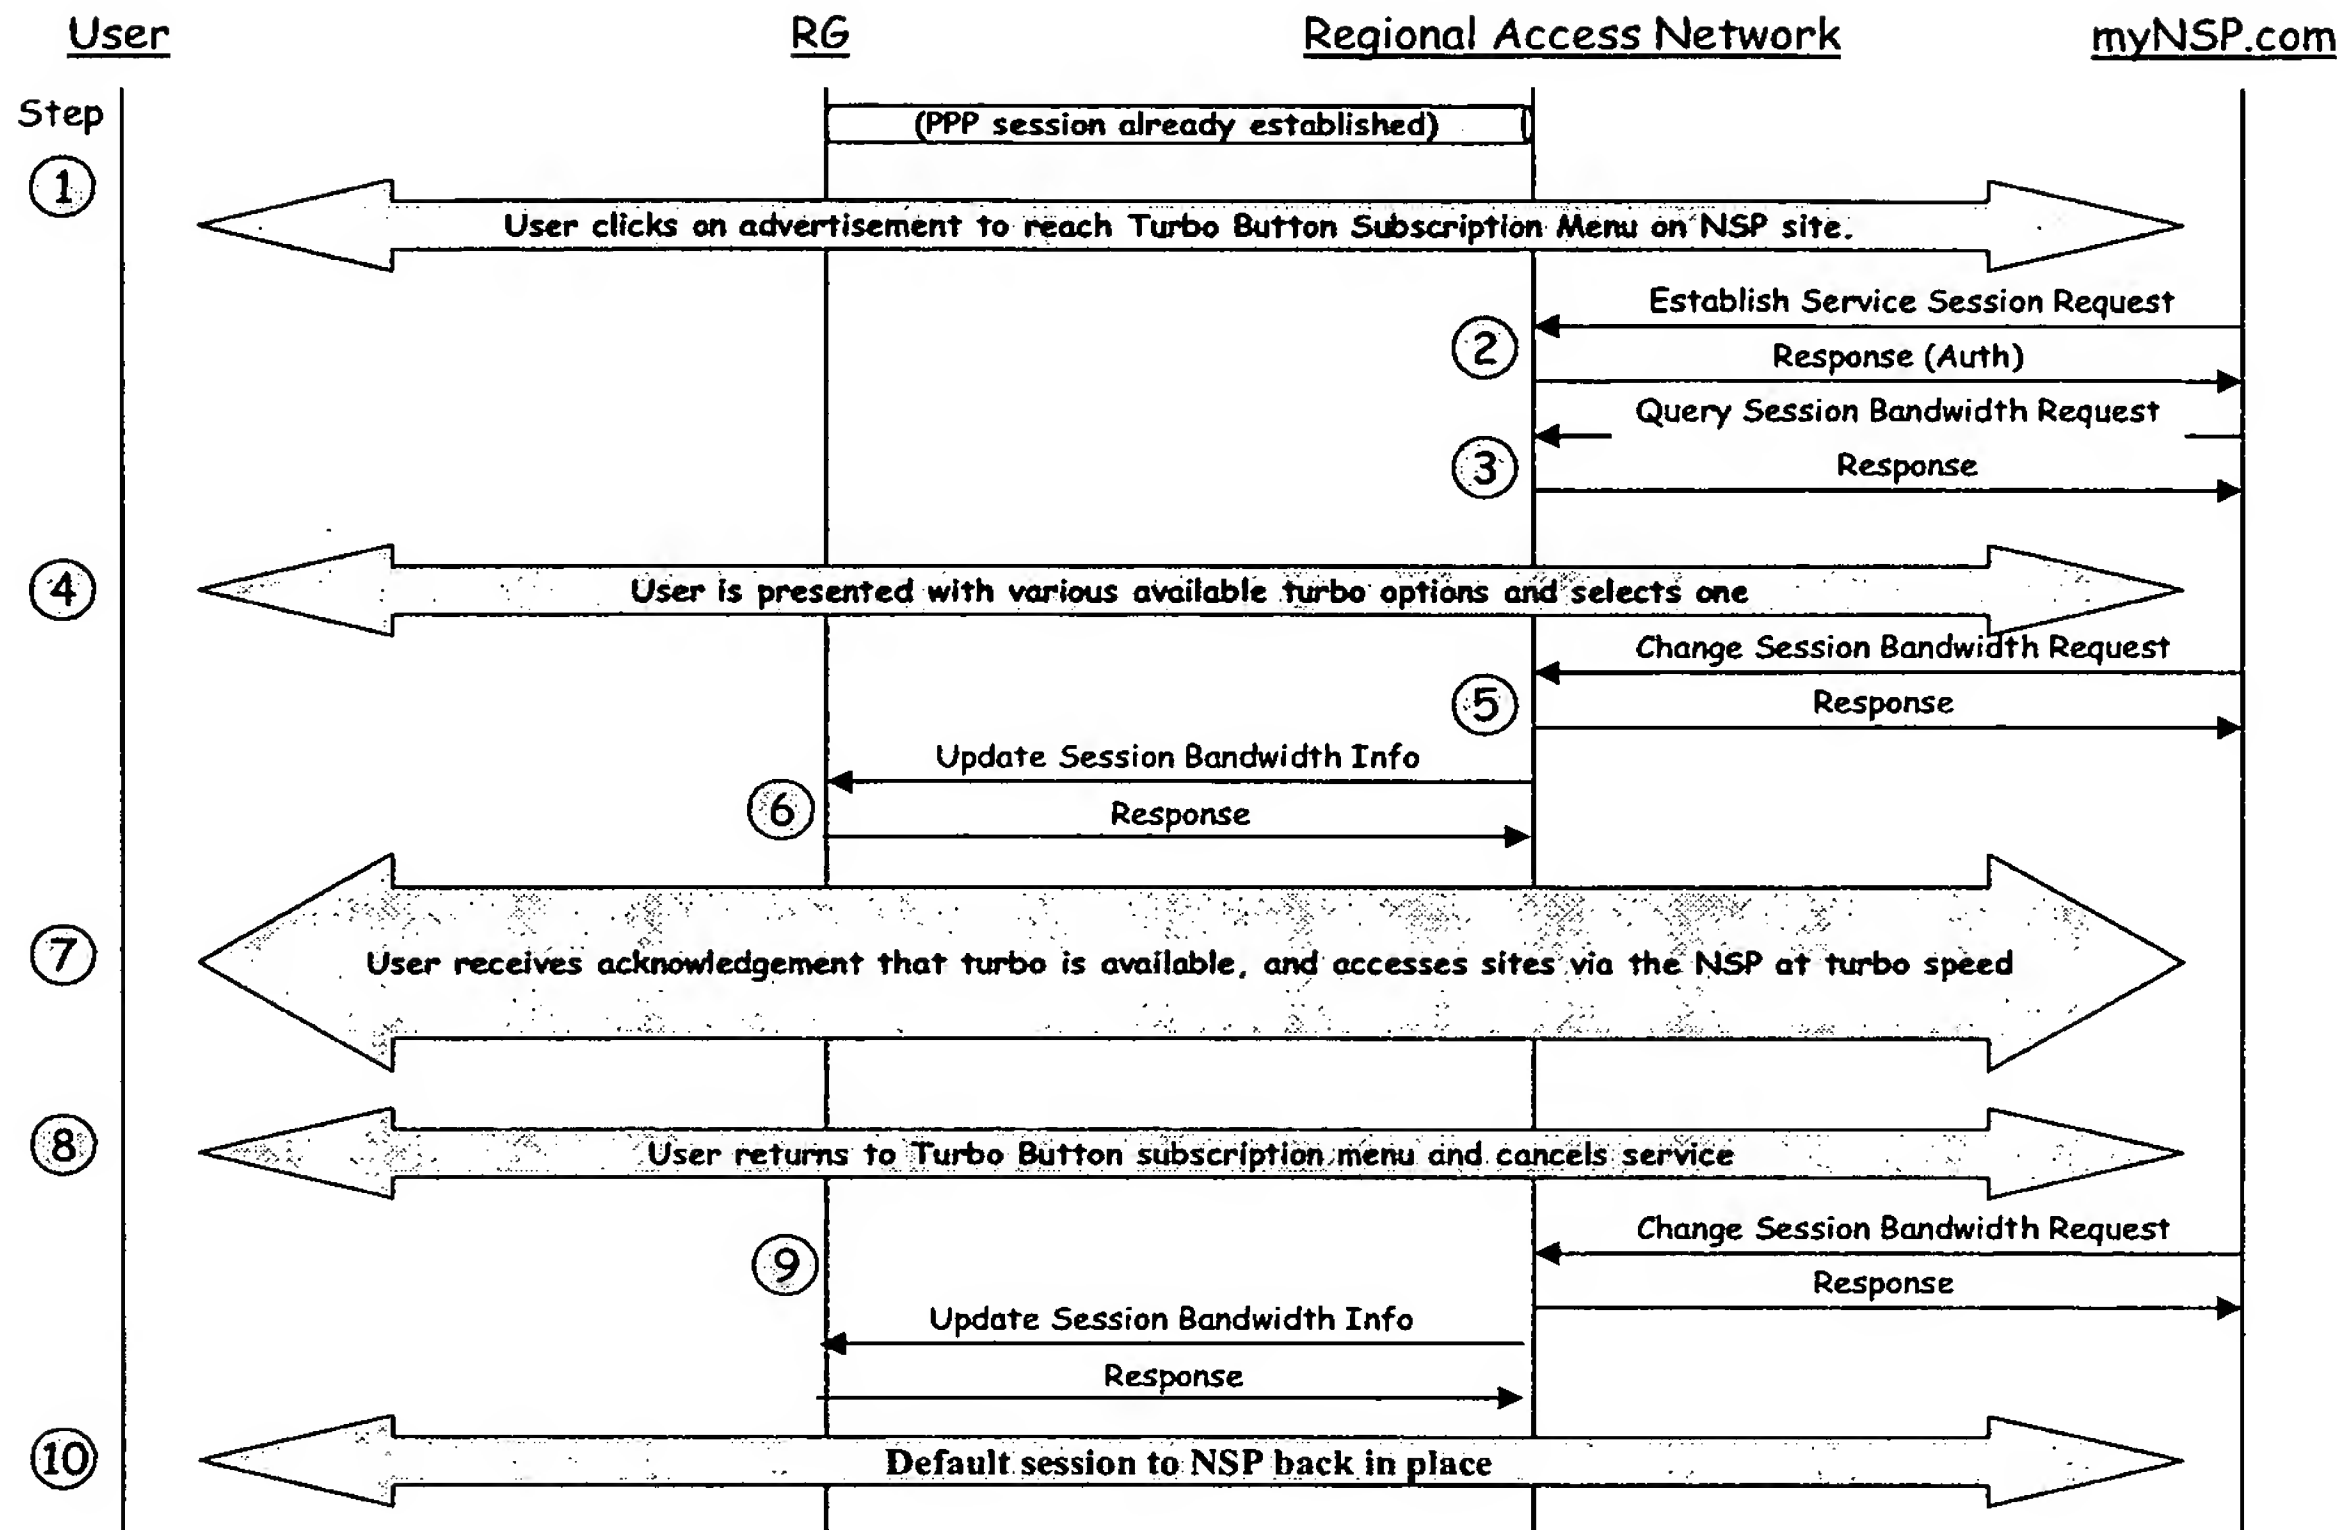 User RG Regional Access Network myNSP.com
Step
(PPP session already established)
1
User clicks on advertisement to reach Turbo Button Subscription Menu on NSP site.
Establish Service Session Request
2
Response (Auth)
Query Session Bandwidth Request
3
Response
4
User is presented with various available turbo options and selects one
Change Session Bandwidth Request
5
Response
Update Session Bandwidth Info
6
Response
7
User receives acknowledgement that turbo is available, and accesses sites via the NSP at turbo speed
8
User returns to Turbo Button subscription menu and cancels service
Change Session Bandwidth Request
9
Response
Update Session Bandwidth Info
Response
10
Default session to NSP back in place